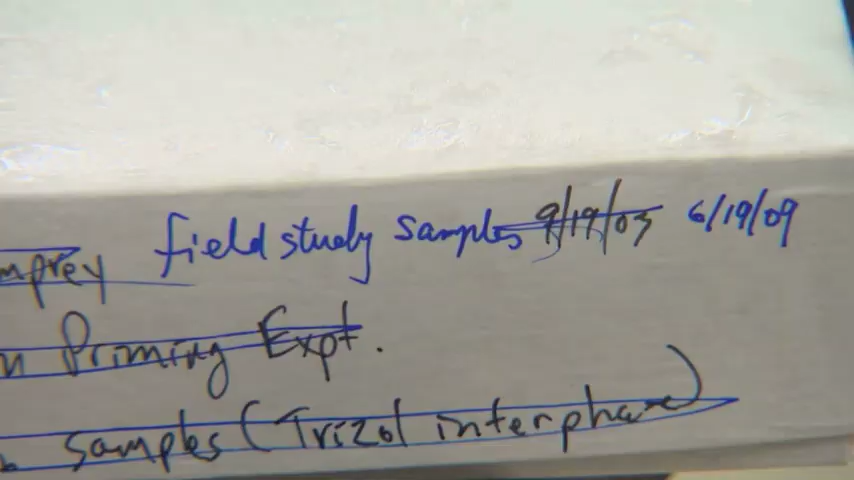 field study samples 9/19/03 6/19/09
mprey
n Priming Expt.
samples (Trizol interphase)